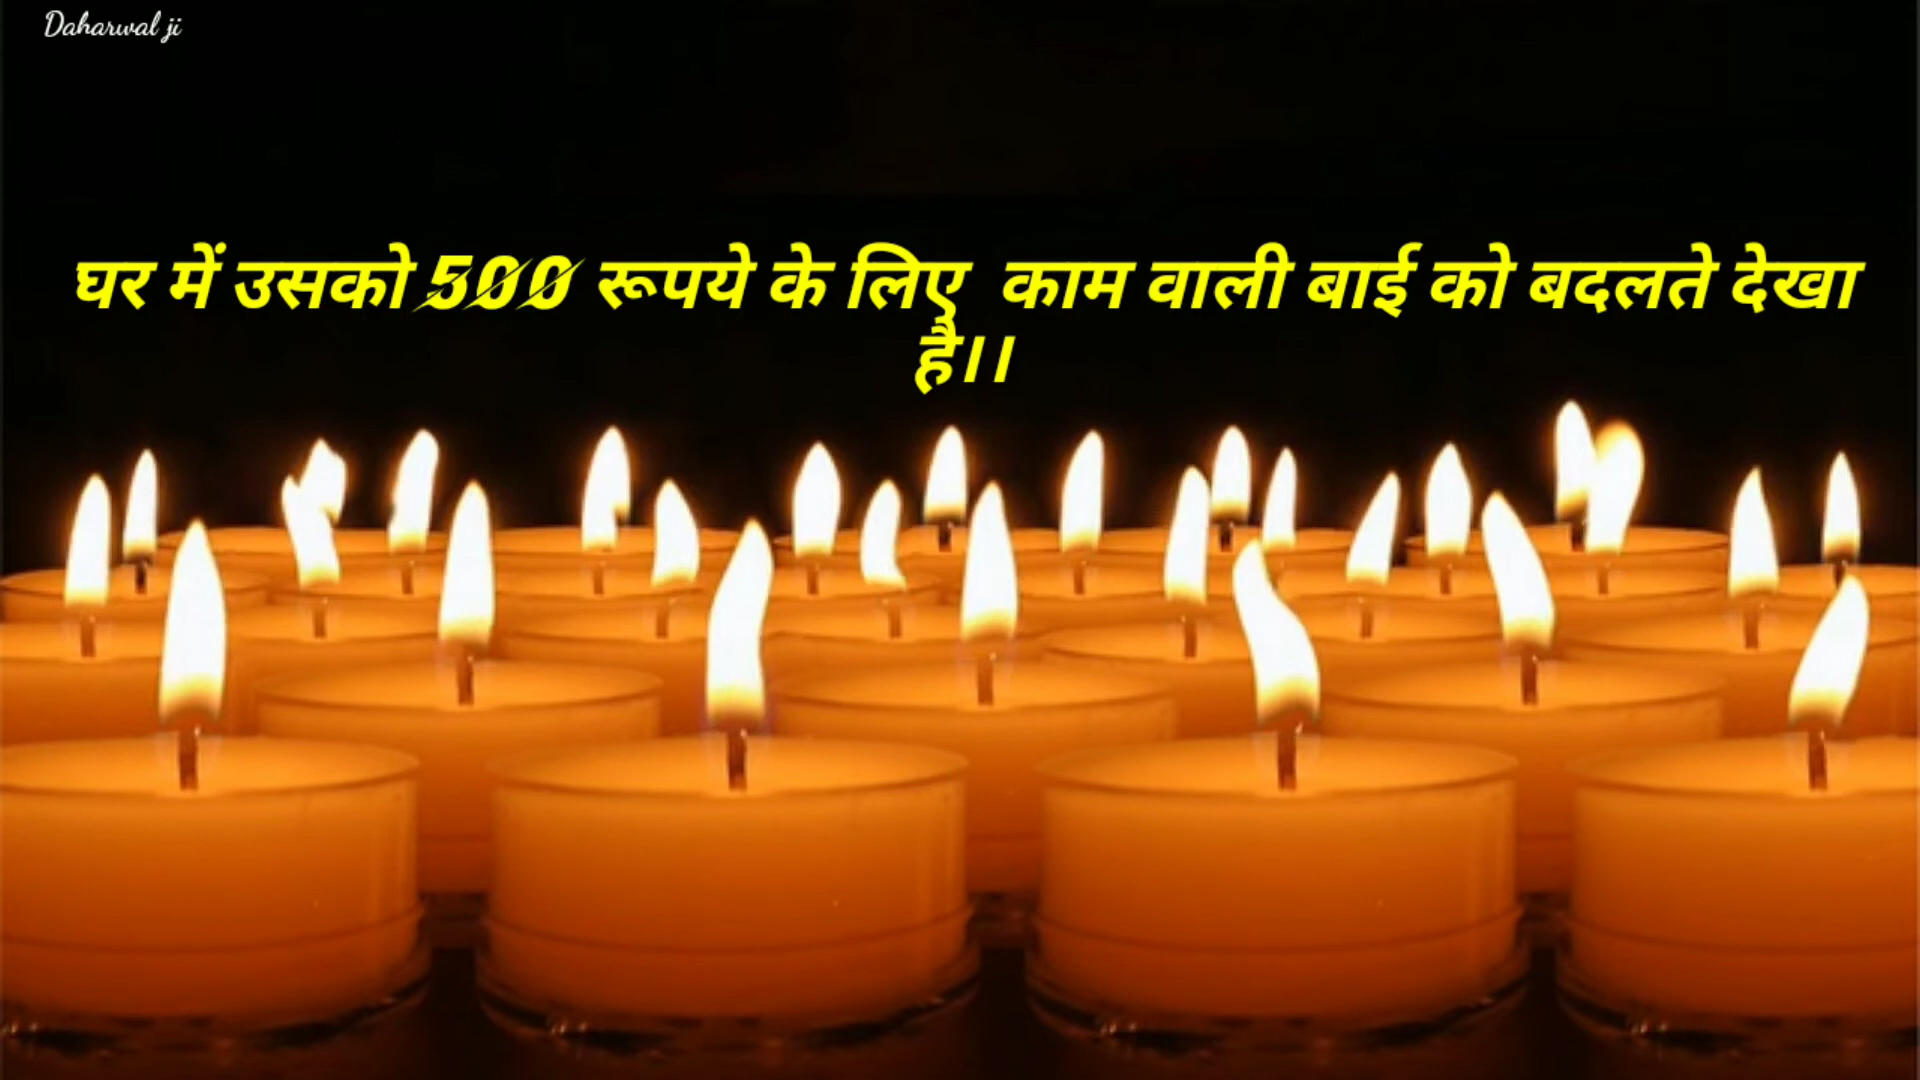 Daharwal ji
घर में उसको 500 रूपये के लिए काम वाली बाई को बदलते देखा
है।।